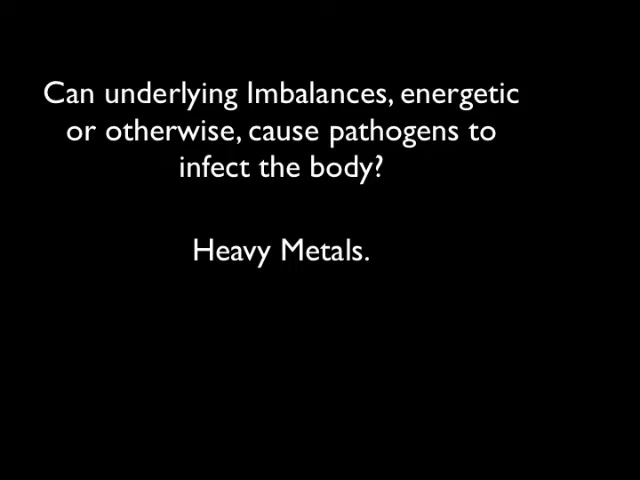 Can underlying Imbalances, energetic
or otherwise, cause pathogens to
infect the body?
Heavy Metals.